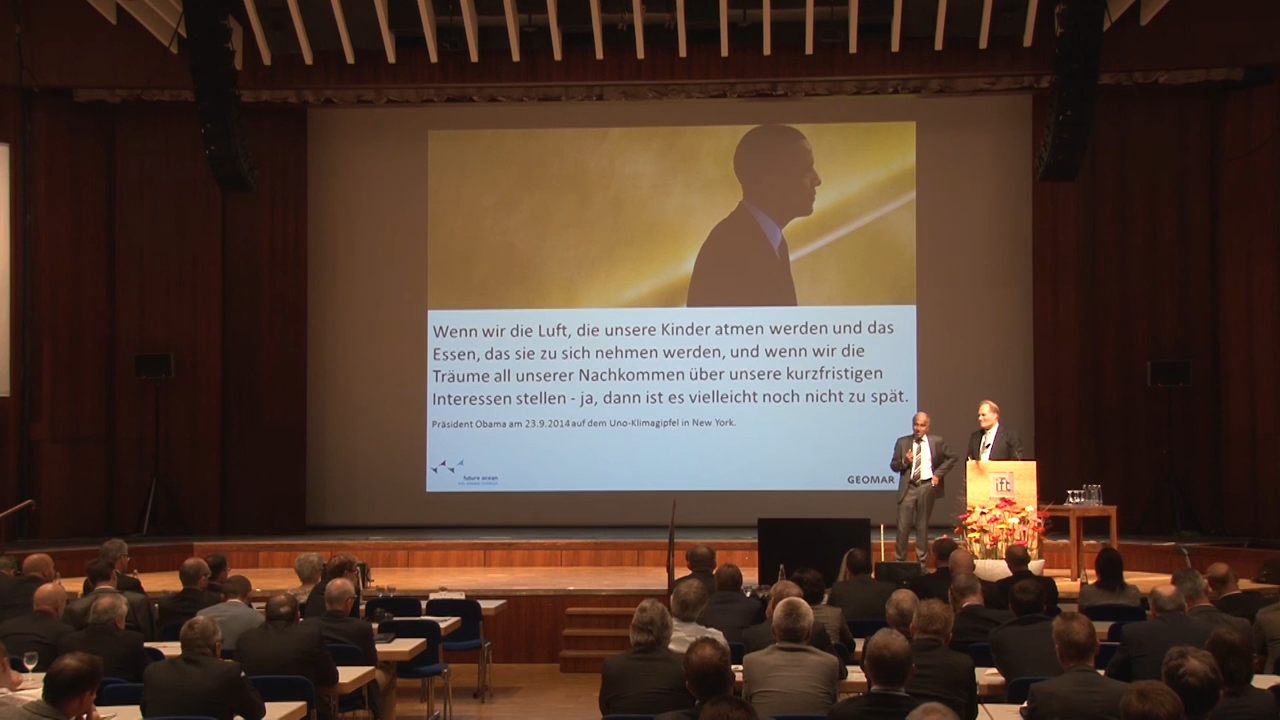 Wenn wir die Luft, die unsere Kinder atmen werden und das
Essen, das sie zu sich nehmen werden, und wenn wir die
Träume all unserer Nachkommen über unsere kurzfristigen
Interessen stellen - ja, dann ist es vielleicht noch nicht zu spät.
Präsident Obama am 23.9.2014 auf dem Uno-Klimagipfel in New York.
future ocean
GEOMAR
ift